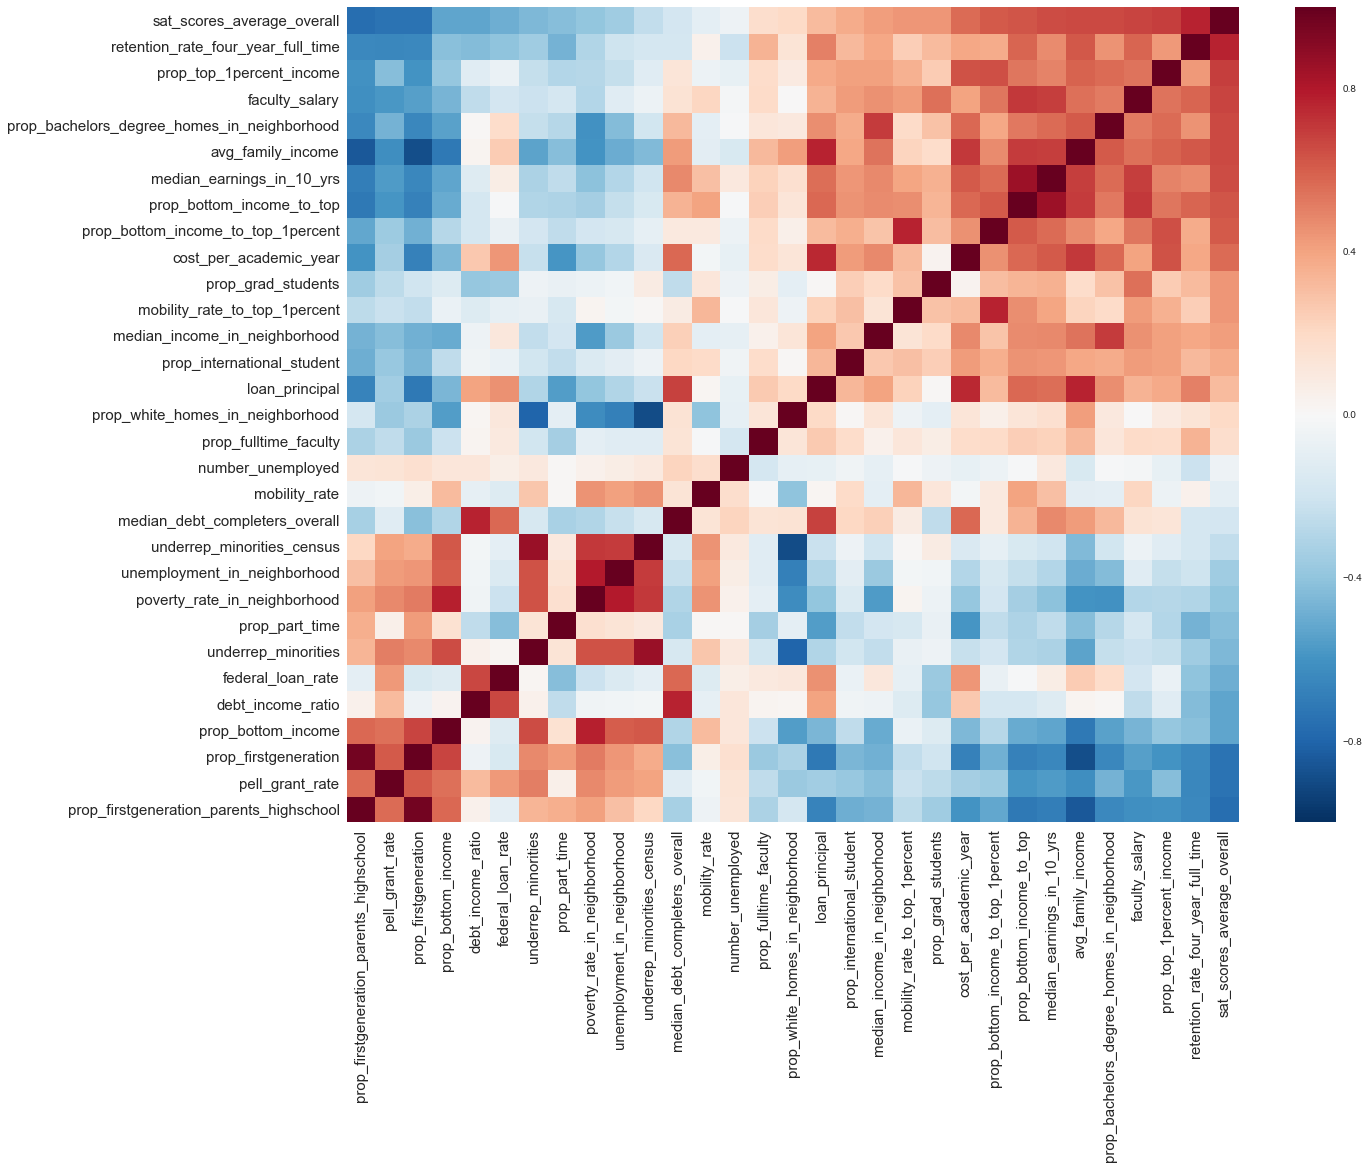 sat_scores_average_overall
retention_rate_four_year_full_time
prop_top_1percent_income
faculty_salary
prop_bachelors_degree_homes_in_neighborhood
avg_family_income
median_earnings_in_10_yrs
prop_bottom_income_to_top
prop_bottom_income_to_top_1percent
cost_per_academic_year
prop_grad_students
mobility_rate_to_top_1percent
median_income_in_neighborhood
prop_international_student
loan_principal
prop_white_homes_in_neighborhood
prop_fulltime_faculty
number_unemployed
mobility_rate
median_debt_completers_overall
underrep_minorities_census
unemployment_in_neighborhood
poverty_rate_in_neighborhood
prop_part_time
underrep_minorities
federal_loan_rate
debt_income_ratio
prop_bottom_income
prop_firstgeneration
pell_grant_rate
prop_firstgeneration_parents_highschool
prop_firstgeneration_parents_highschool
pell_grant_rate
prop_firstgeneration
prop_bottom_income
debt_income_ratio
federal_loan_rate
underrep_minorities
prop_part_time
poverty_rate_in_neighborhood
unemployment_in_neighborhood
underrep_minorities_census
median_debt_completers_overall
mobility_rate
number_unemployed
prop_fulltime_faculty
prop_white_homes_in_neighborhood
loan_principal
prop_international_student
median_income_in_neighborhood
mobility_rate_to_top_1percent
prop_grad_students
cost_per_academic_year
prop_bottom_income_to_top_1percent
prop_bottom_income_to_top
median_earnings_in_10_yrs
avg_family_income
prop_bachelors_degree_homes_in_neighborhood
faculty_salary
prop_top_1percent_income
retention_rate_four_year_full_time
sat_scores_average_overall
0.8
0.4
0.0
−0.4
−0.8